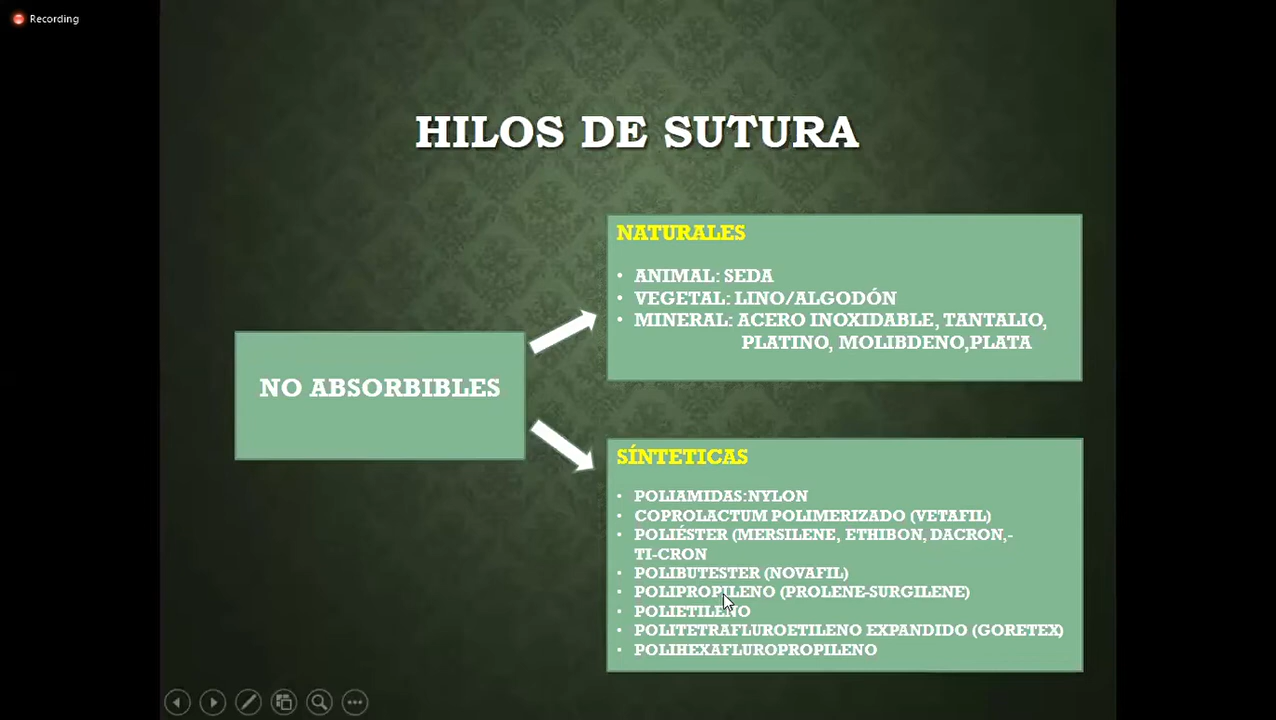 Recording
HILOS DE SUTURA
NATURALES
• ANIMAL: SEDA
• VEGETAL: LINO/ALGODÓN
• MINERAL: ACERO INOXIDABLE, TANTALIO,
PLATINO, MOLIBDENO,PLATA
NO ABSORBIBLES
SÍNTETICAS
• POLIAMIDAS:NYLON
• COPROLACTUM POLIMERIZADO (VETAFIL)
• POLIÉSTER (MERSILENE, ETHIBON, DACRON,-
TI-CRON
• POLIBUTESTER (NOVAFIL)
• POLIPROPILENO (PROLENE-SURGILENE)
• POLIETILENO
• POLITETRAFLUROETILENO EXPANDIDO (GORETEX)
• POLIHEXAFLUROPROPILENO